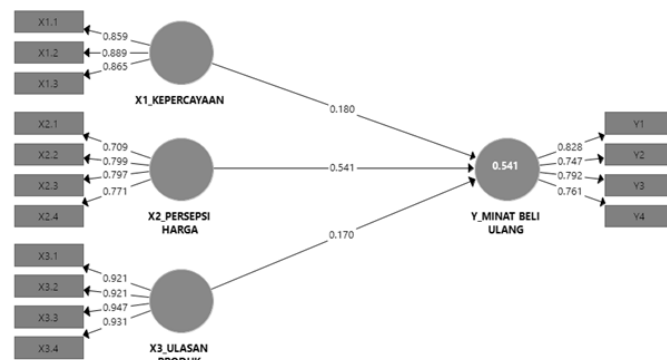 X1.1
X1.2
X1.3
0.859
0.889
0.865
X1_KEPERCAYAAN
0.180
X2.1
X2.2
X2.3
X2.4
0.709
0.799
0.797
0.771
X2_PERSEPSI
HARGA
0.541
0.541
Y_MINAT BELI
ULANG
0.828
0.747
0.792
0.761
Y1
Y2
Y3
Y4
X3.1
X3.2
X3.3
X3.4
0.921
0.921
0.947
0.931
X3_ULASAN
PRODUK
0.170